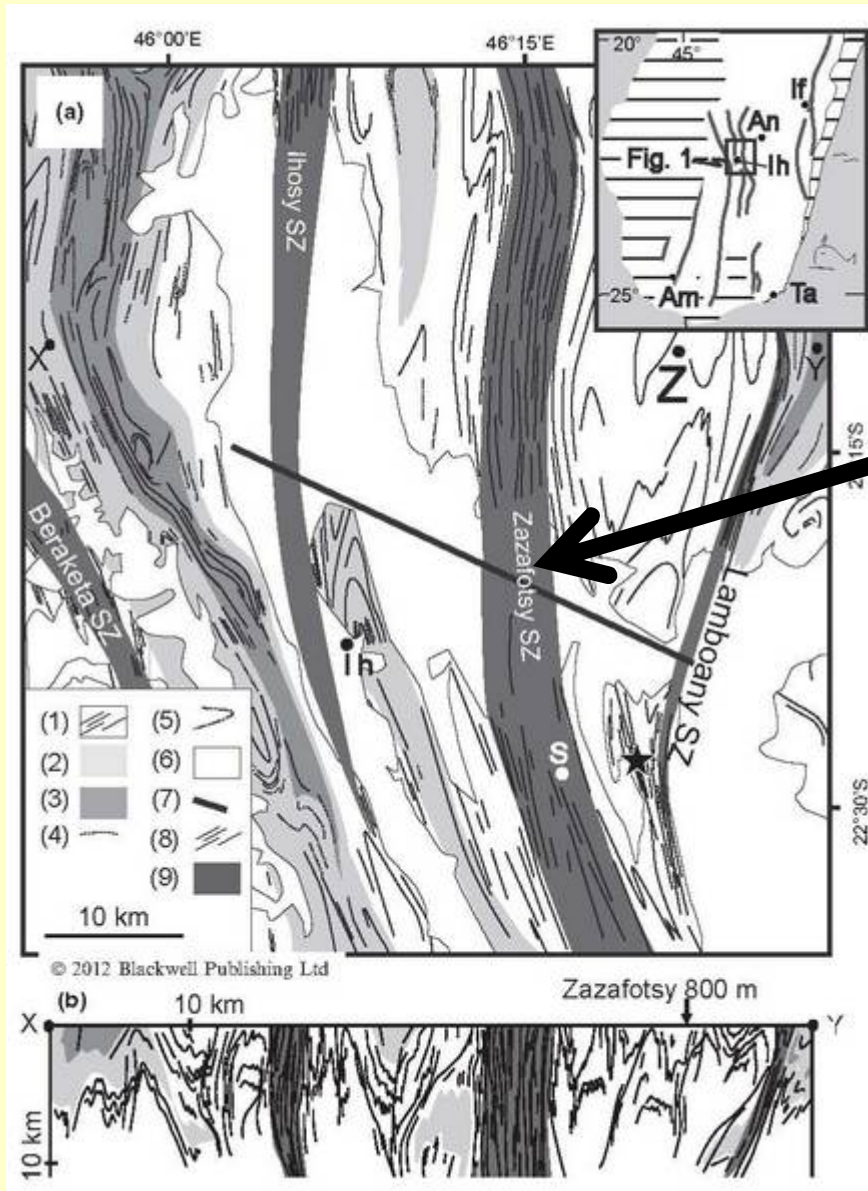 46°00'E
46°15'E
(a)
20°
45°
If
An
Fig. 1
Ih
25°
Am
Ta
Ihosy SZ
X
Z
Y
15'S
Zazafotsy SZ
Beraketa SZ
Lamboany SZ
Ih
S
22°30'S
(1)
(2)
(3)
(4)
(5)
(6)
(7)
(8)
(9)
10 km
© 2012 Blackwell Publishing Ltd
(b)
10 km
Zazafotsy 800 m
X
Y
10 km